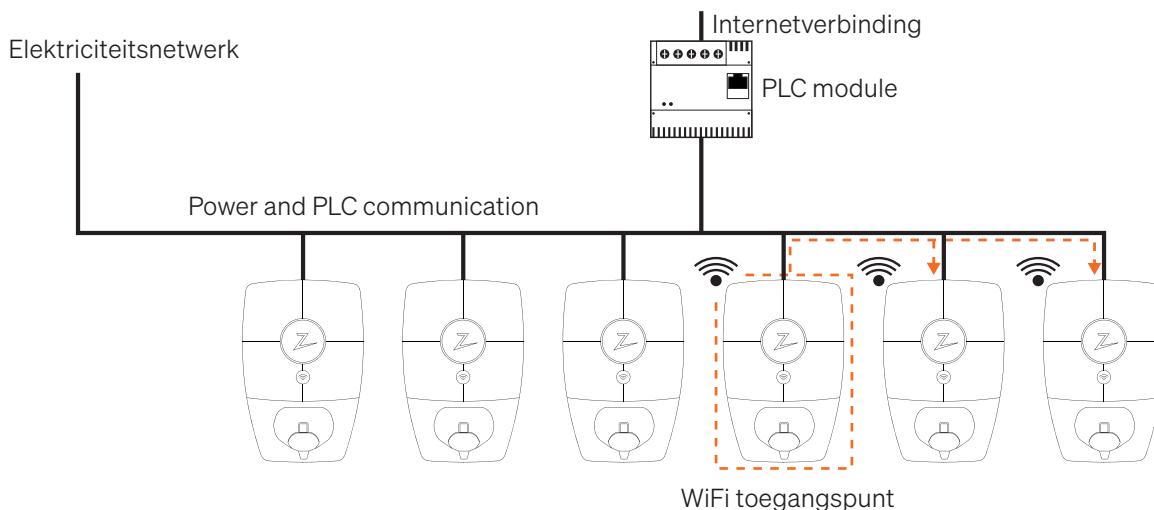 Internetverbinding
Elektriciteitsnetwerk
PLC module
Power and PLC communication
WiFi toegangspunt